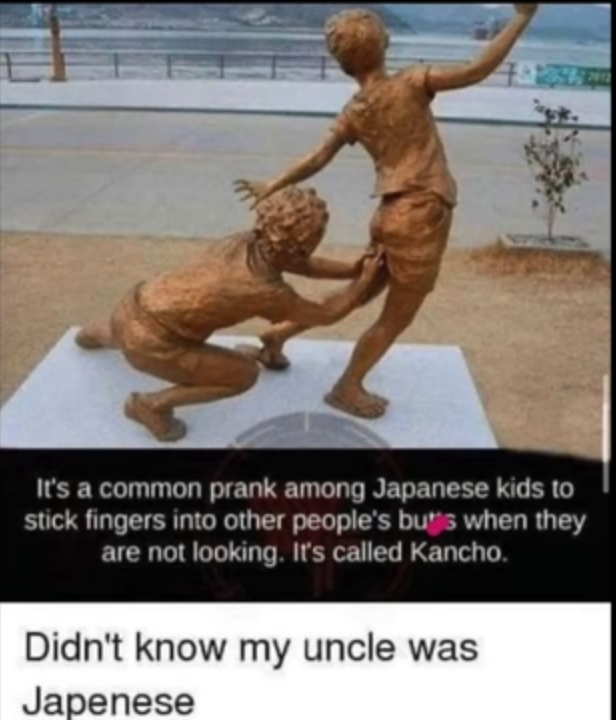 It's a common prank among Japanese kids to
stick fingers into other people's butts when they
are not looking. It's called Kancho.
Didn't know my uncle was
Japenese